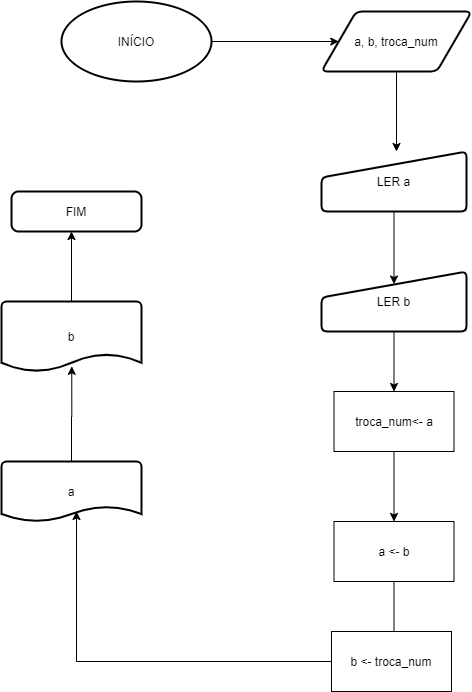 INÍCIO
a, b, troca_num
LER a
LER b
troca_num<- a
a <- b
b <- troca_num
a
b
FIM